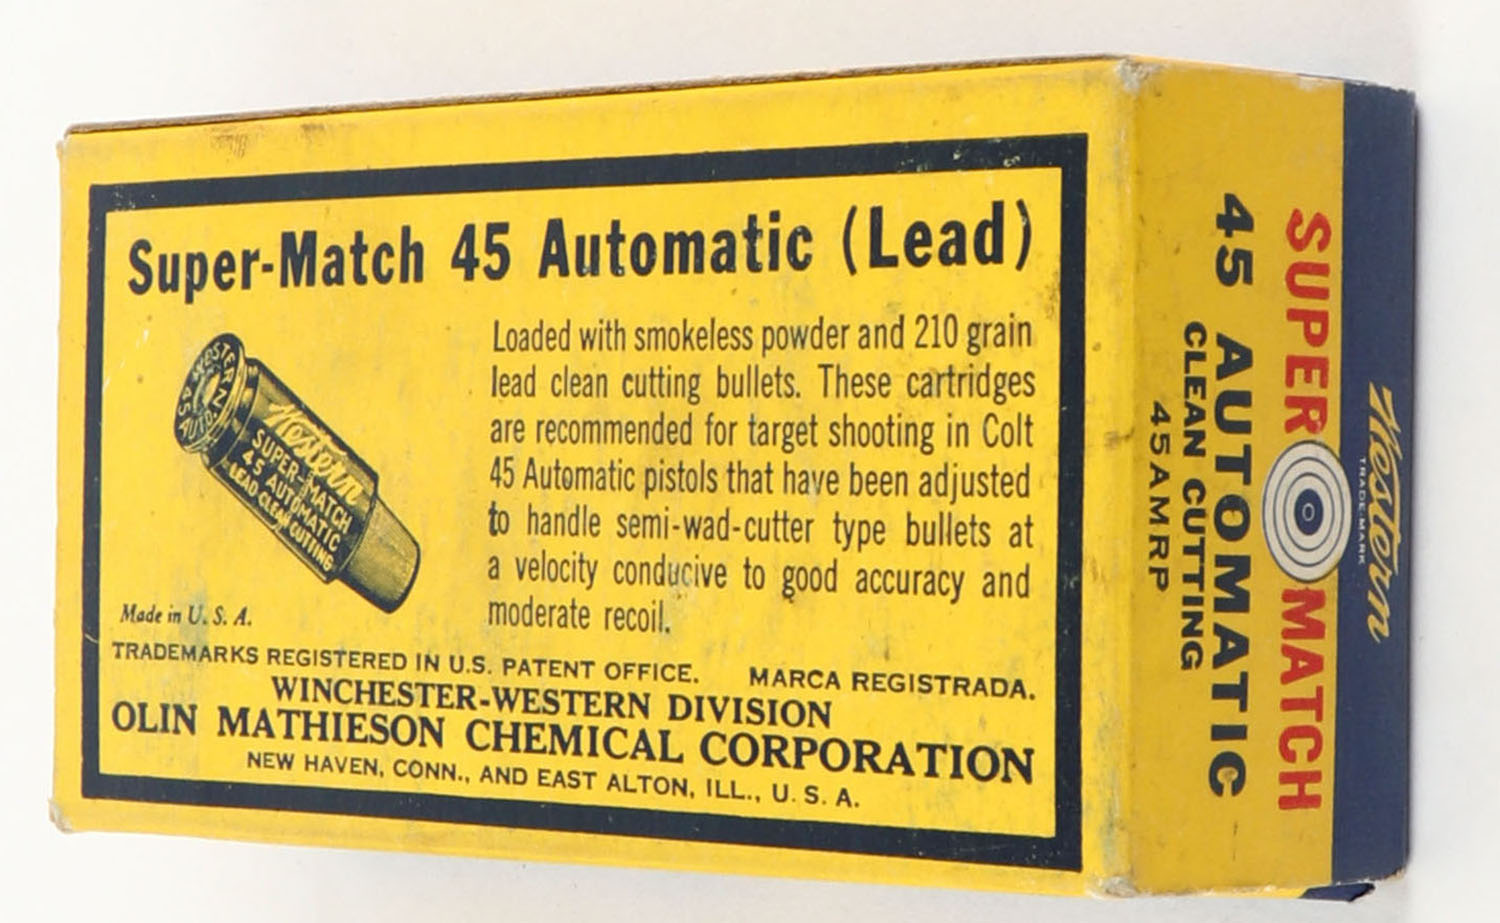 Super-Match 45 Automatic (Lead)
WESTERN
45 AUTO.
Western
SUPER-MATCH
45 AUTOMATIC
LEAD CLEAN CUTTING
Loaded with smokeless powder and 210 grain
lead clean cutting bullets. These cartridges
are recommended for target shooting in Colt
45 Automatic pistols that have been adjusted
to handle semi-wad-cutter type bullets at
a velocity conducive to good accuracy and
moderate recoil.
Made in U. S. A.
TRADEMARKS REGISTERED IN U.S. PATENT OFFICE. MARCA REGISTRADA.
WINCHESTER-WESTERN DIVISION
OLIN MATHIESON CHEMICAL CORPORATION
NEW HAVEN, CONN., AND EAST ALTON, ILL., U. S. A.
Western
TRADE-MARK
SUPER MATCH
45 AUTOMATIC
CLEAN CUTTING
45AMRP